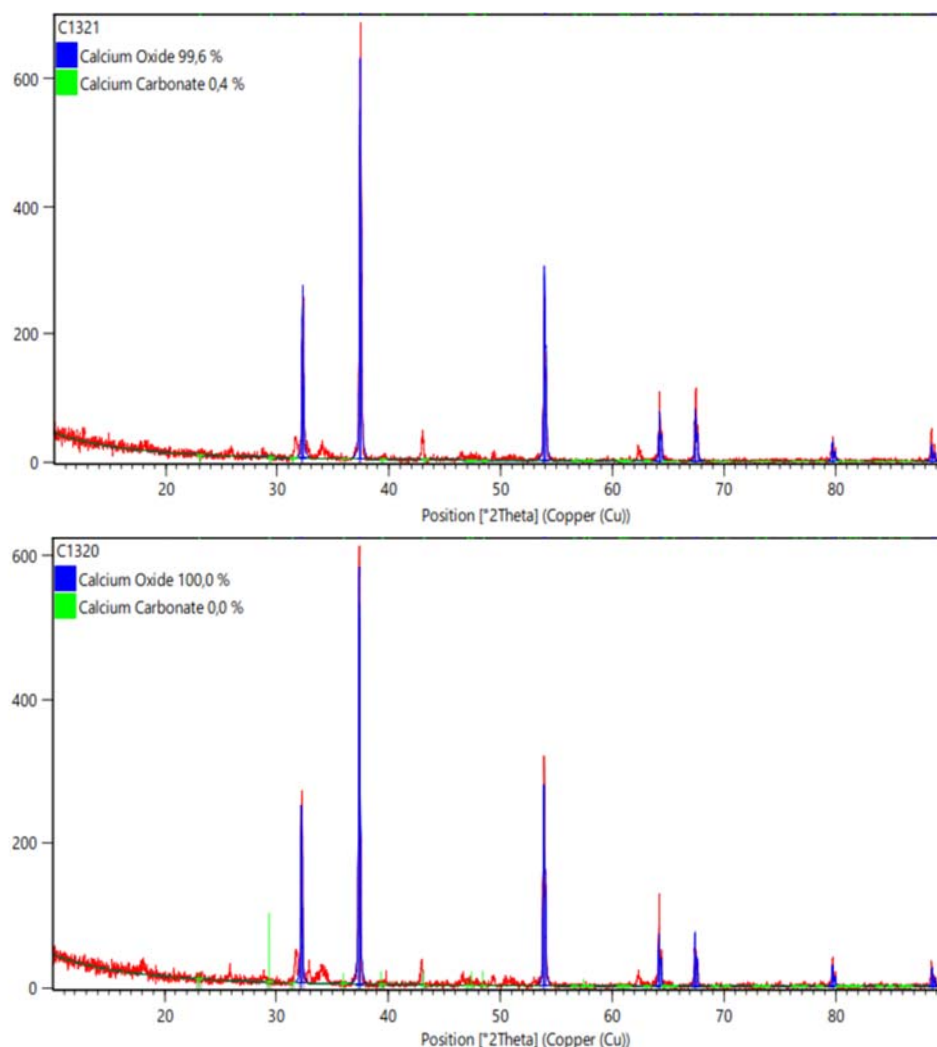 C1321
Calcium Oxide 99,6 %
Calcium Carbonate 0,4 %
600
400
200
0
20 30 40 50 60 70 80
Position [°2Theta] (Copper (Cu))
C1320
Calcium Oxide 100,0 %
Calcium Carbonate 0,0 %
600
400
200
0
20 30 40 50 60 70 80
Position [°2Theta] (Copper (Cu))